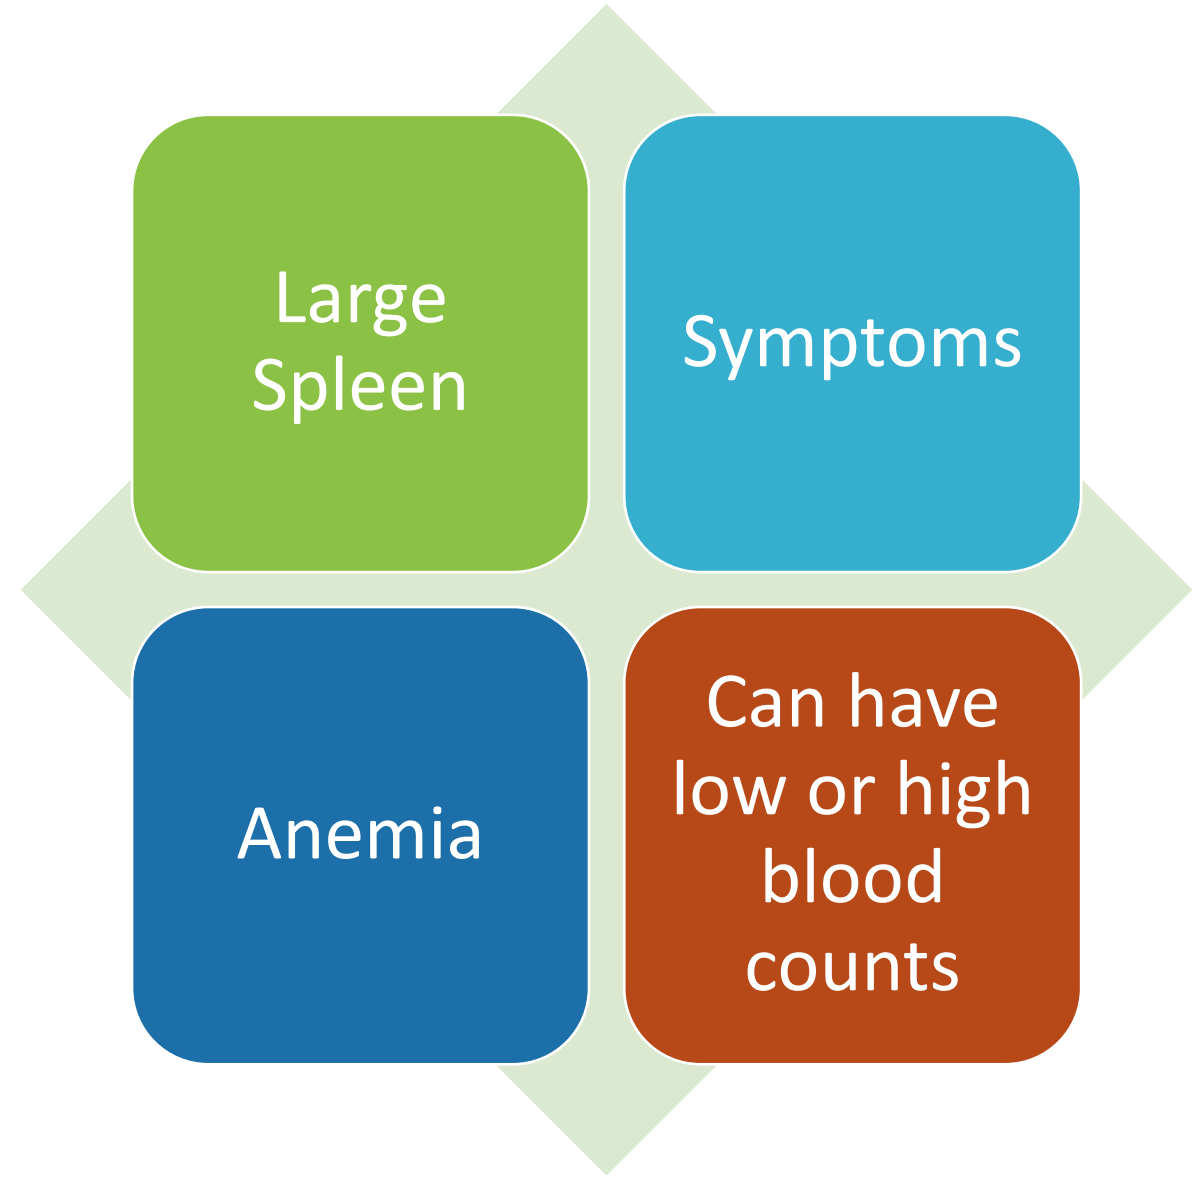 Large
Spleen
Symptoms
Anemia
Can have
low or high
blood
counts